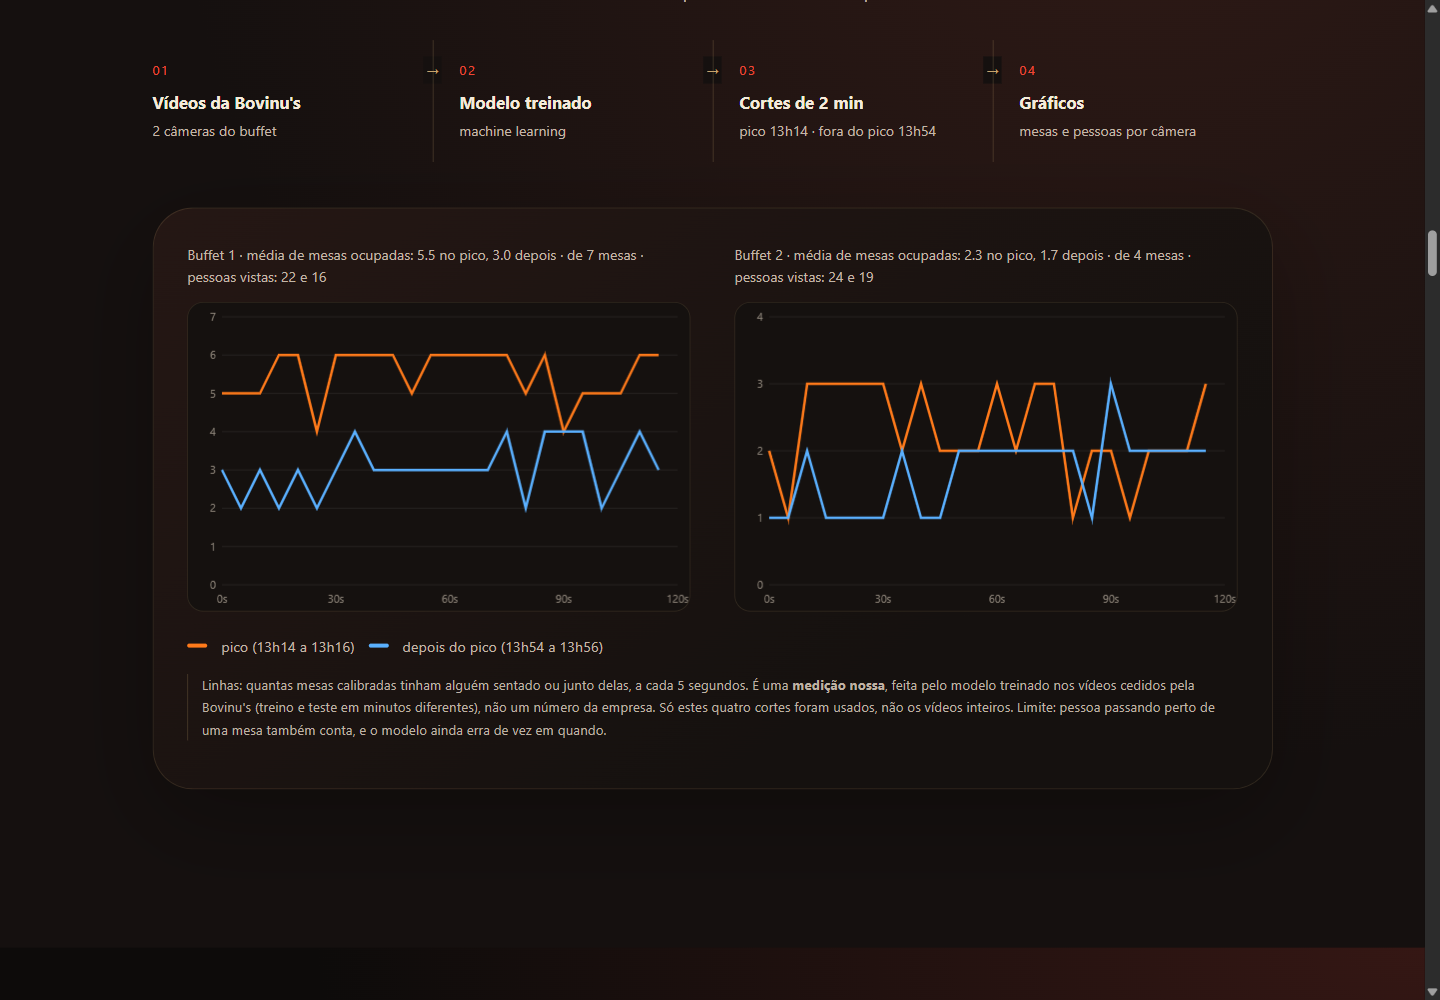 01
Vídeos da Bovinu's
2 câmeras do buffet
→
02
Modelo treinado
machine learning
→
03
Cortes de 2 min
pico 13h14 · fora do pico 13h54
→
04
Gráficos
mesas e pessoas por câmera
Buffet 1 · média de mesas ocupadas: 5.5 no pico, 3.0 depois · de 7 mesas ·
pessoas vistas: 22 e 16
7
6
5
4
3
2
1
0
0s 30s 60s 90s 120s
Buffet 2 · média de mesas ocupadas: 2.3 no pico, 1.7 depois · de 4 mesas ·
pessoas vistas: 24 e 19
4
3
2
1
0
0s 30s 60s 90s 120s
pico (13h14 a 13h16) depois do pico (13h54 a 13h56)
Linhas: quantas mesas calibradas tinham alguém sentado ou junto delas, a cada 5 segundos. É uma medição nossa, feita pelo modelo treinado nos vídeos cedidos pela
Bovinu's (treino e teste em minutos diferentes), não um número da empresa. Só estes quatro cortes foram usados, não os vídeos inteiros. Limite: pessoa passando perto de
uma mesa também conta, e o modelo ainda erra de vez em quando.